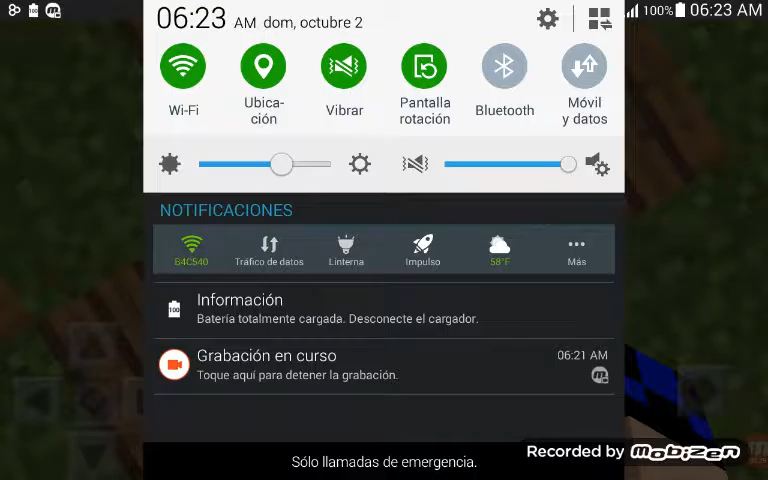 06:23 AM dom, octubre 2
100% 06:23 AM
Wi-Fi
Ubica-
ción
Vibrar
Pantalla
rotación
Bluetooth
Móvil
y datos
NOTIFICACIONES
B4C540
Tráfico de datos
Linterna
Impulso
58°F
Más
100
Información
Batería totalmente cargada. Desconecte el cargador.
Grabación en curso
06:21 AM
Toque aquí para detener la grabación.
Sólo llamadas de emergencia.
Recorded by mobizen